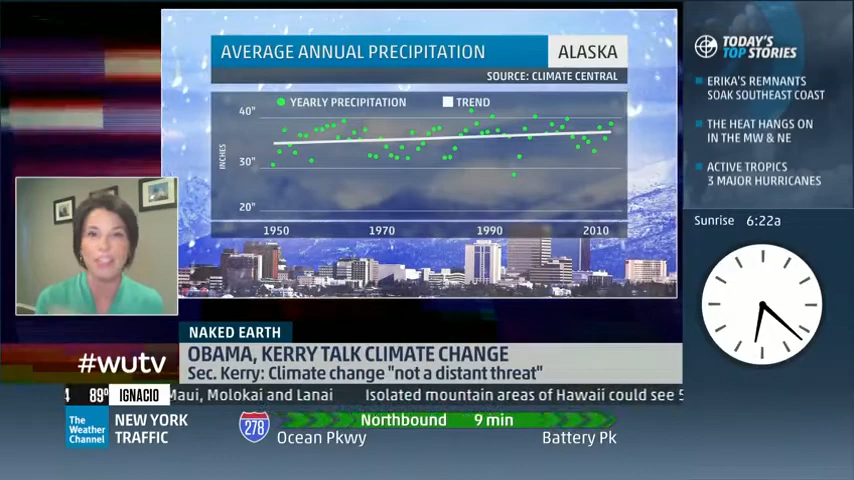 AVERAGE ANNUAL PRECIPITATION
ALASKA
SOURCE: CLIMATE CENTRAL
YEARLY PRECIPITATION
TREND
40"
30"
20"
INCHES
1950
1970
1990
2010
TODAY'S
TOP STORIES
ERIKA'S REMNANTS
SOAK SOUTHEAST COAST
THE HEAT HANGS ON
IN THE MW & NE
ACTIVE TROPICS
3 MAJOR HURRICANES
Sunrise 6:22a
NAKED EARTH
#wutv
OBAMA, KERRY TALK CLIMATE CHANGE
Sec. Kerry: Climate change "not a distant threat"
4 89° IGNACIO Maui, Molokai and Lanai Isolated mountain areas of Hawaii could see 5
The
Weather
Channel
NEW YORK
TRAFFIC
278
Northbound 9 min
Ocean Pkwy
Battery Pk